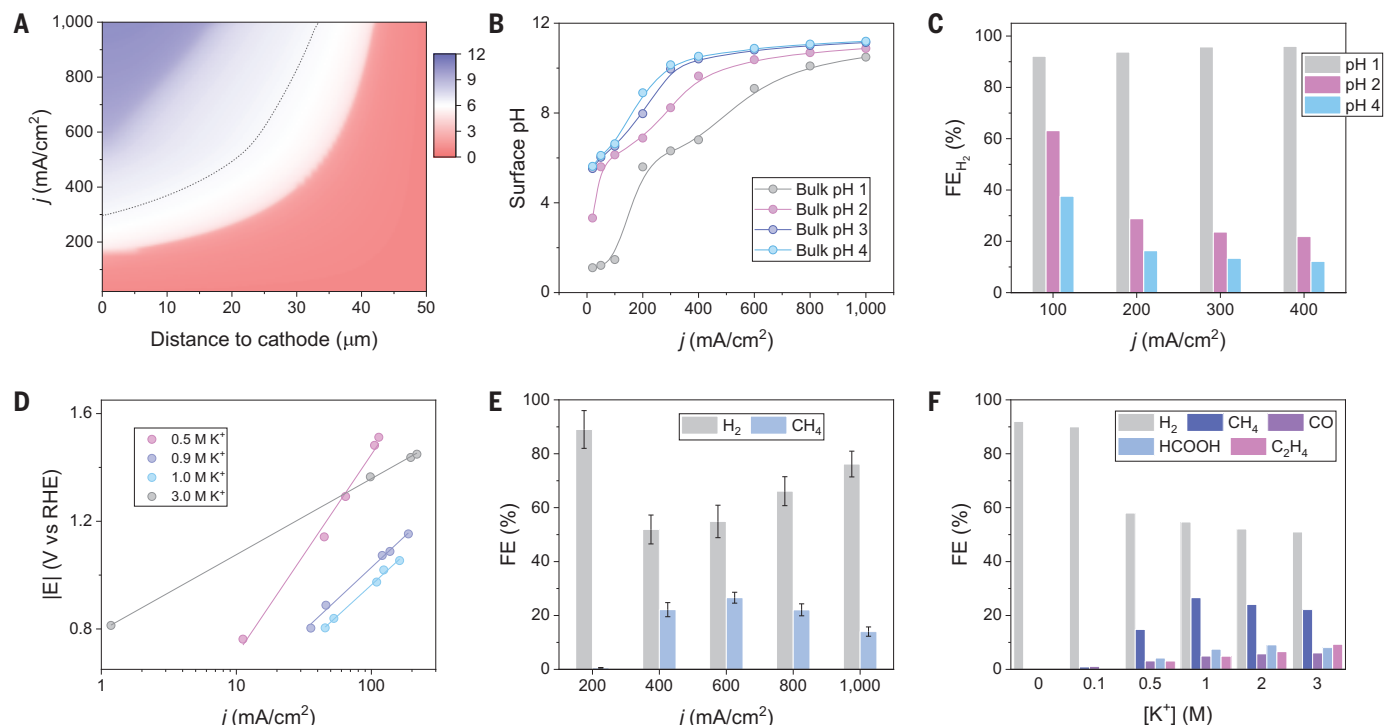 A
1,000
800
600
400
200
j (mA/cm²)
0
10
20
30
40
50
Distance to cathode (μm)
12
9
6
3
0
B
12
8
4
0
Surface pH
Bulk pH 1
Bulk pH 2
Bulk pH 3
Bulk pH 4
0
200
400
600
800
1,000
j (mA/cm²)
C
100
80
60
40
20
0
FE_H₂ (%)
pH 1
pH 2
pH 4
100
200
300
400
j (mA/cm²)
D
1.6
1.2
0.8
|E| (V vs RHE)
0.5 M K⁺
0.9 M K⁺
1.0 M K⁺
3.0 M K⁺
1
10
100
j (mA/cm²)
E
100
80
60
40
20
0
FE (%)
H₂ CH₄
200
400
600
800
1,000
j (mA/cm²)
F
100
80
60
40
20
0
FE (%)
H₂ CH₄ CO
HCOOH C₂H₄
0
0.1
0.5
1
2
3
[K⁺] (M)